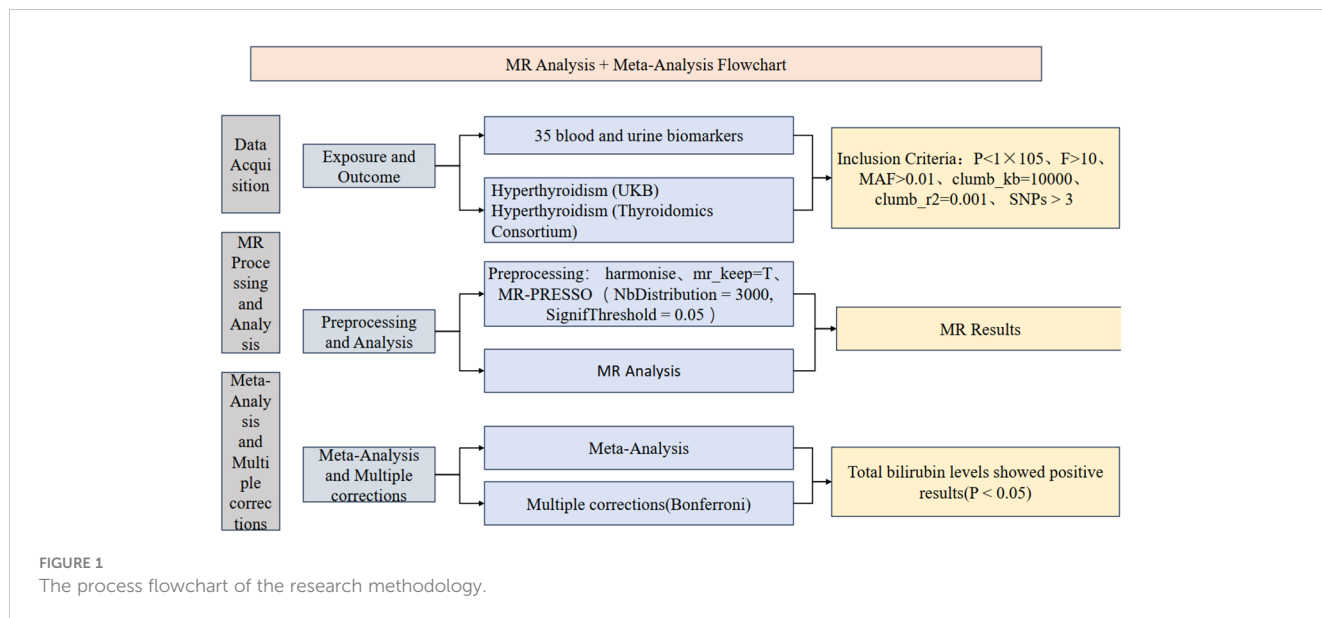 MR Analysis + Meta-Analysis Flowchart
Data
Acqui
sition
Exposure and
Outcome
35 blood and urine biomarkers
Hyperthyroidism (UKB)
Hyperthyroidism (Thyroidomics
Consortium)
Inclusion Criteria：P<1×105、F>10、
MAF>0.01、clumb_kb=10000、
clumb_r2=0.001、 SNPs > 3
MR
Proce
ssing
and
Analy
sis
Preprocessing
and Analysis
Preprocessing： harmonise、mr_keep=T、
MR-PRESSO（ NbDistribution = 3000,
SignifThreshold = 0.05 ）
MR Analysis
MR Results
Meta-
Analy
sis
and
Multi
ple
correc
tions
Meta-Analysis
and Multiple
corrections
Meta-Analysis
Multiple corrections(Bonferroni)
Total bilirubin levels showed positive
results(P < 0.05)
FIGURE 1
The process flowchart of the research methodology.